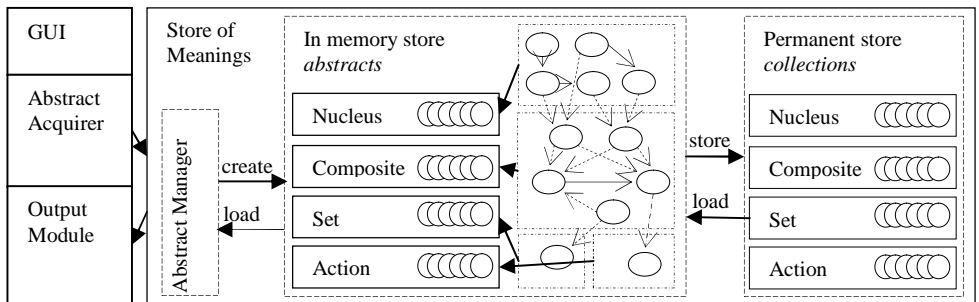 GUI
Abstract
Acquirer
Output
Module
Store of
Meanings
Abstract Manager
create
load
In memory store
abstracts
Nucleus
Composite
Set
Action
store
load
Permanent store
collections
Nucleus
Composite
Set
Action